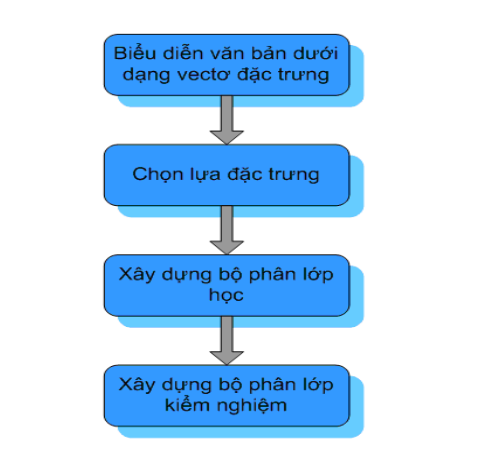 Biểu diễn văn bản dưới
dạng vectơ đặc trưng
Chọn lựa đặc trưng
Xây dựng bộ phân lớp
học
Xây dựng bộ phân lớp
kiểm nghiệm